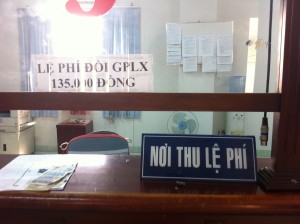 LỆ PHÍ ĐỔI GPLX
135.000 ĐỒNG
NƠI THU LỆ PHÍ